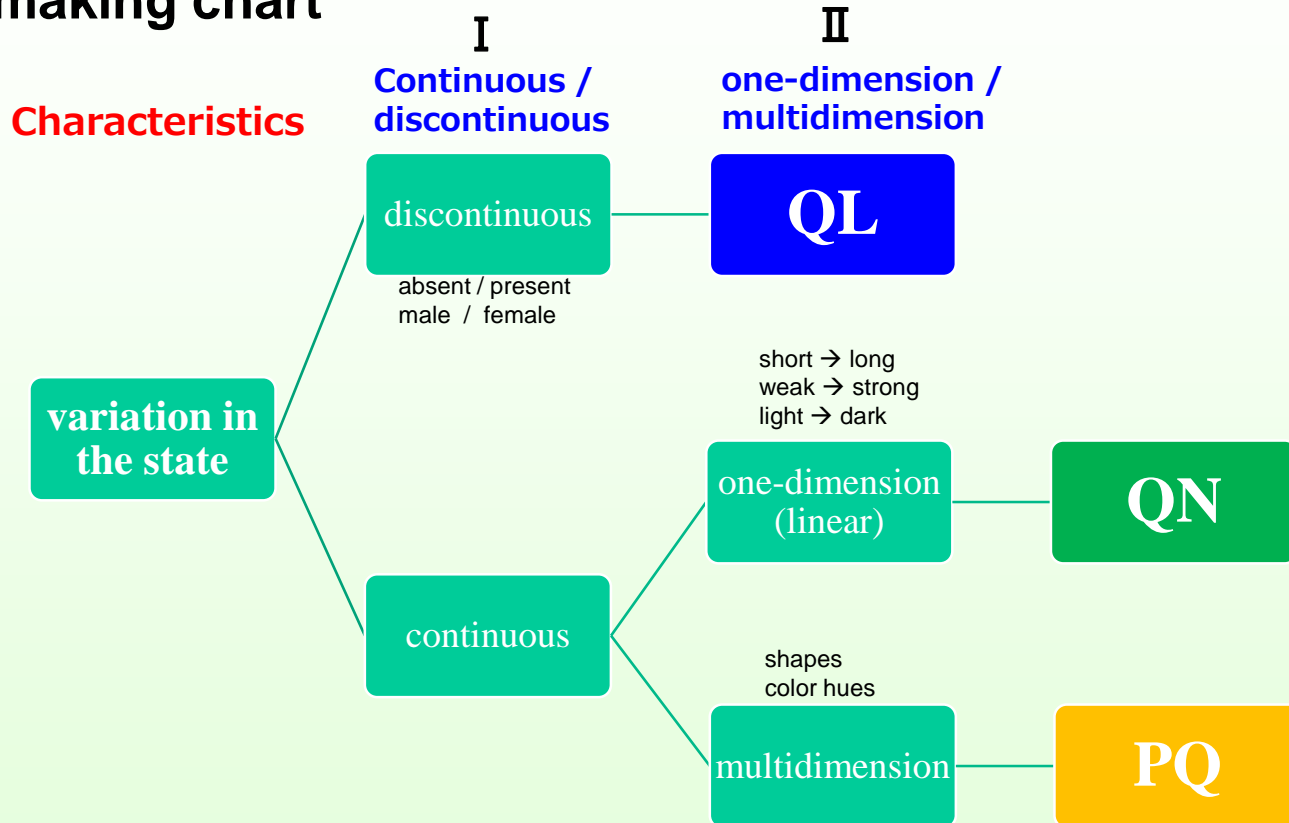 making chart
I
II
Characteristics
Continuous /
discontinuous
one-dimension /
multidimension
discontinuous
QL
absent / present
male / female
variation in
the state
short → long
weak → strong
light → dark
one-dimension
(linear)
QN
continuous
shapes
color hues
multidimension
PQ